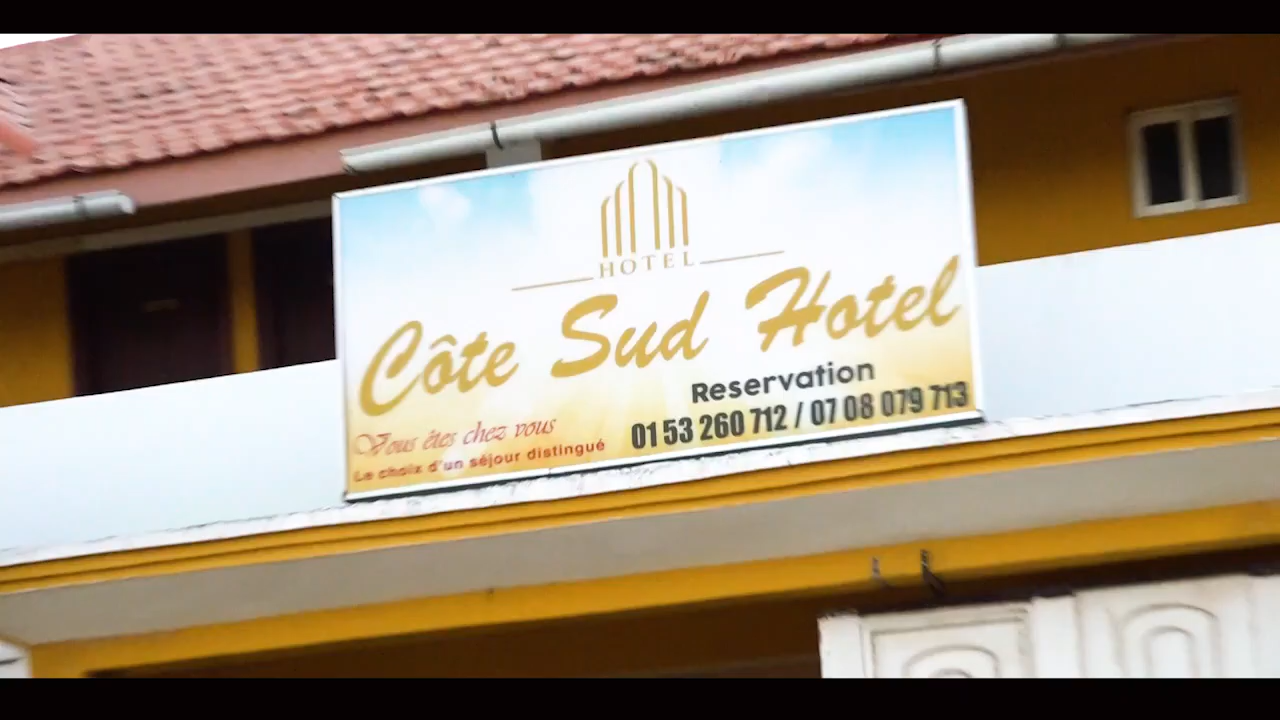 HOTEL
Côte Sud Hotel
Reservation
01 53 260 712 / 07 08 079 713
Vous êtes chez vous
Le choix d'un séjour distingué